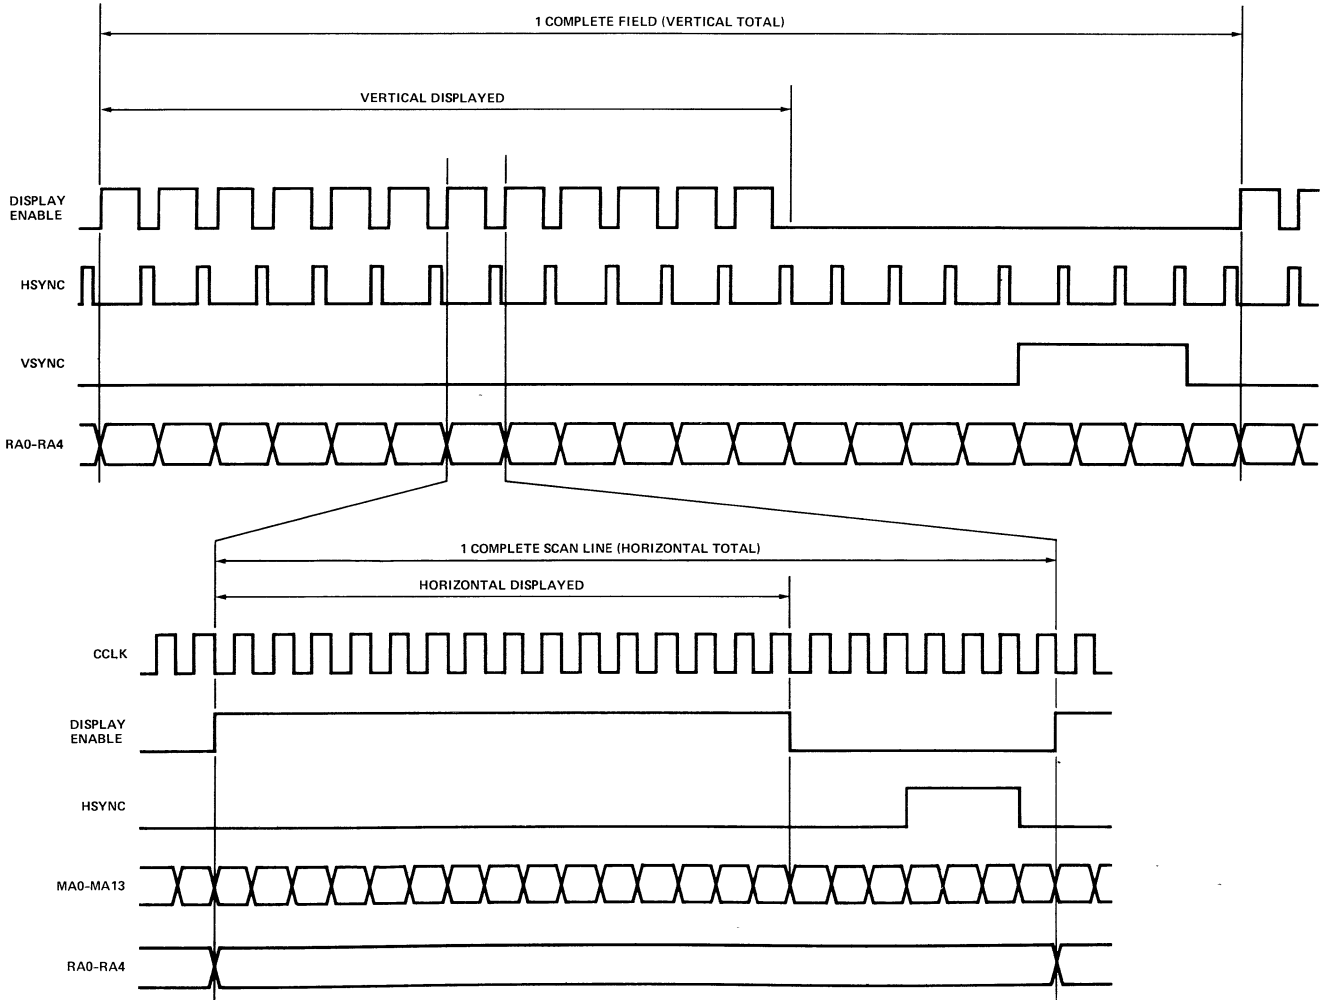 1 COMPLETE FIELD (VERTICAL TOTAL)
VERTICAL DISPLAYED
DISPLAY
ENABLE
HSYNC
VSYNC
RA0-RA4
1 COMPLETE SCAN LINE (HORIZONTAL TOTAL)
HORIZONTAL DISPLAYED
CCLK
DISPLAY
ENABLE
HSYNC
MA0-MA13
RA0-RA4